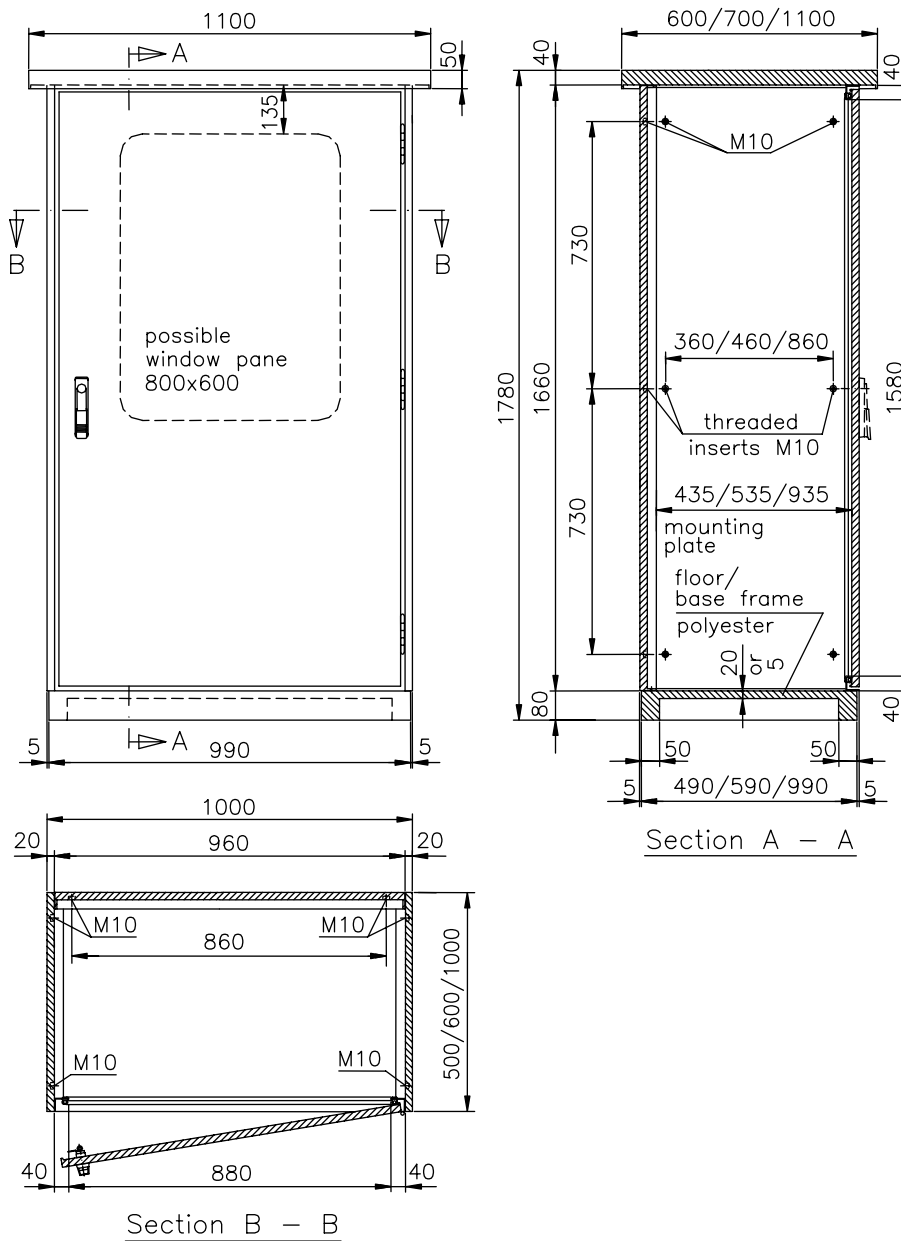 1100
A
50
135
B
B
possible
window pane
800x600
A
5
990
5
600/700/1100
40
40
M10
730
360/460/860
1780
1660
1580
threaded
inserts M10
435/535/935
730
mounting
plate
floor/
base frame
polyester
20
or
5
80
40
50
50
5
490/590/990
5
Section A – A
1000
20
960
20
M10
M10
860
500/600/1000
M10
M10
40
880
40
Section B – B